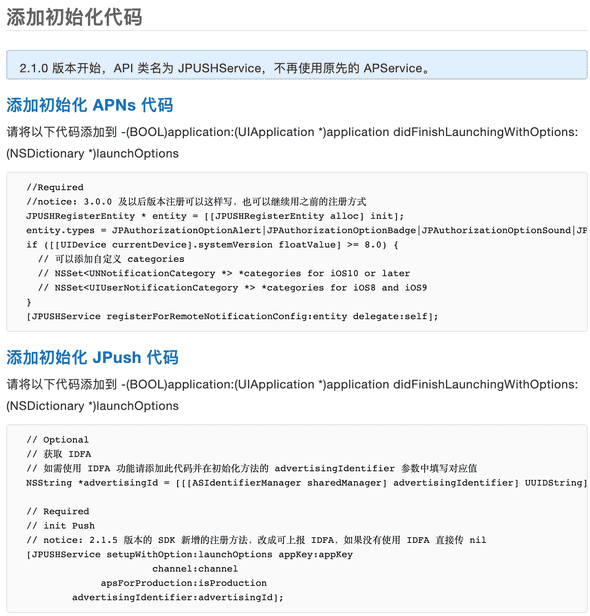 添加初始化代码
2.1.0 版本开始，API 类名为 JPUSHService，不再使用原先的 APService。
添加初始化 APNs 代码
请将以下代码添加到 -(BOOL)application:(UIApplication *)application didFinishLaunchingWithOptions:
(NSDictionary *)launchOptions
//Required
//notice: 3.0.0 及以后版本注册可以这样写，也可以继续用之前的注册方式
JPUSHRegisterEntity * entity = [[JPUSHRegisterEntity alloc] init];
entity.types = JPAuthorizationOptionAlert|JPAuthorizationOptionBadge|JPAuthorizationOptionSound|JP
if ([[UIDevice currentDevice].systemVersion floatValue] >= 8.0) {
// 可以添加自定义 categories
// NSSet<UNNotificationCategory *> *categories for iOS10 or later
// NSSet<UIUserNotificationCategory *> *categories for iOS8 and iOS9
}
[JPUSHService registerForRemoteNotificationConfig:entity delegate:self];
添加初始化 JPush 代码
请将以下代码添加到 -(BOOL)application:(UIApplication *)application didFinishLaunchingWithOptions:
(NSDictionary *)launchOptions
// Optional
// 获取 IDFA
// 如需使用 IDFA 功能请添加此代码并在初始化方法的 advertisingIdentifier 参数中填写对应值
NSString *advertisingId = [[[ASIdentifierManager sharedManager] advertisingIdentifier] UUIDString]
// Required
// init Push
// notice: 2.1.5 版本的 SDK 新增的注册方法，改成可上报 IDFA，如果没有使用 IDFA 直接传 nil
[JPUSHService setupWithOption:launchOptions appKey:appKey
channel:channel
apsForProduction:isProduction
advertisingIdentifier:advertisingId];